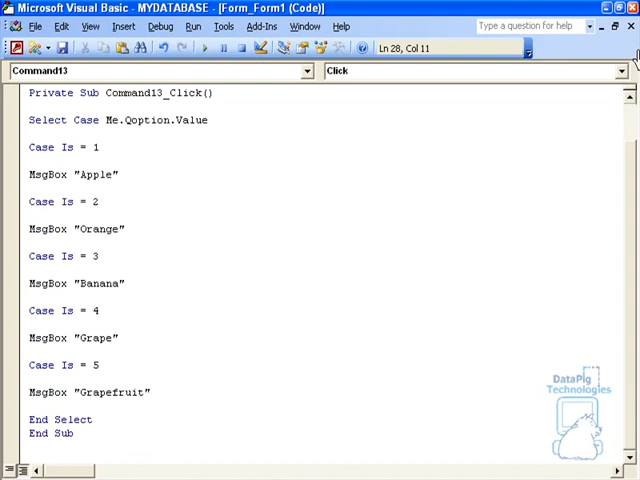 Microsoft Visual Basic - MYDATABASE - [Form_Form1 (Code)]
File Edit View Insert Debug Run Tools Add-Ins Window Help
Type a question for help
Ln 28, Col 11
Command13
Click
Private Sub Command13_Click()
Select Case Me.Qoption.Value
Case Is = 1
MsgBox "Apple"
Case Is = 2
MsgBox "Orange"
Case Is = 3
MsgBox "Banana"
Case Is = 4
MsgBox "Grape"
Case Is = 5
MsgBox "Grapefruit"
End Select
End Sub
DataPig
Technologies